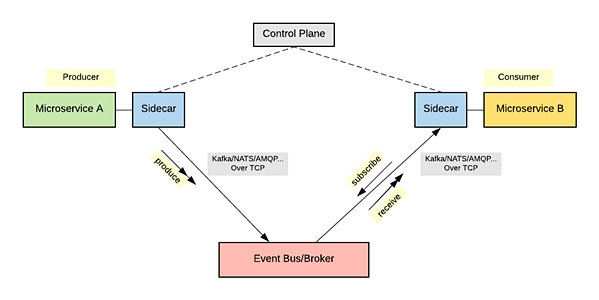 Control Plane
Producer
Consumer
Microservice A
Sidecar
Sidecar
Microservice B
produce
Kafka/NATS/AMQP...
Over TCP
subscribe
receive
Kafka/NATS/AMQP...
Over TCP
Event Bus/Broker